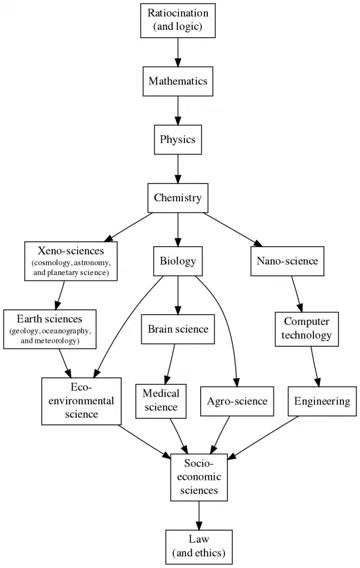 Ratiocination
(and logic)
Mathematics
Physics
Chemistry
Xeno-sciences
(cosmology, astronomy,
and planetary science)
Biology
Nano-science
Earth sciences
(geology, oceanography,
and meteorology)
Brain science
Computer
technology
Eco-
environmental
science
Medical
science
Agro-science
Engineering
Socio-
economic
sciences
Law
(and ethics)